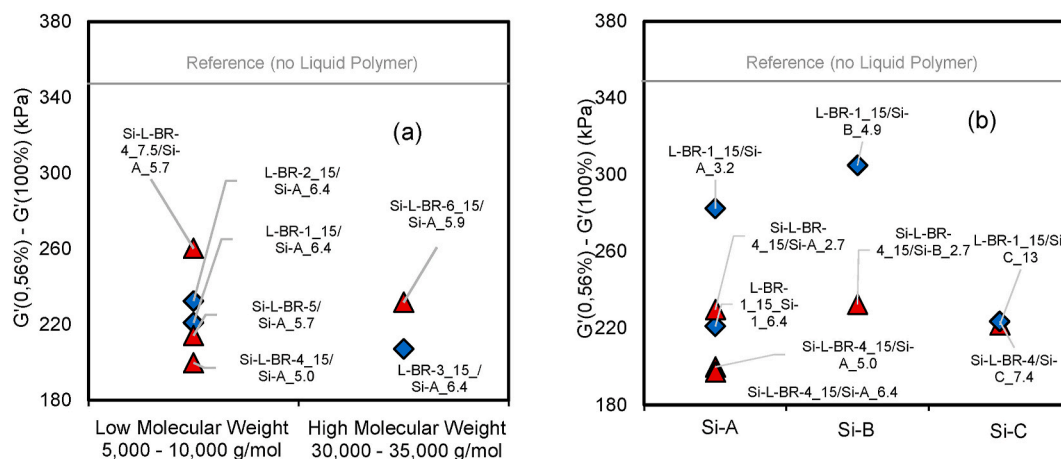 380
340
300
260
220
180
G'(0,56%) - G'(100%) (kPa)
Reference (no Liquid Polymer)
(a)
Si-L-BR-
4_7.5/Si-
A_5.7
L-BR-2_15/
Si-A_6.4
L-BR-1_15/
Si-A_6.4
Si-L-BR-5/
Si-A_5.7
Si-L-BR-4_15/
Si-A_5.0
Si-L-BR-6_15/
Si-A_5.9
L-BR-3_15_/
Si-A_6.4
Low Molecular Weight
5,000 - 10,000 g/mol
High Molecular Weight
30,000 - 35,000 g/mol
380
340
300
260
220
180
G'(0,56%) - G'(100%) (kPa)
Reference (no Liquid Polymer)
(b)
L-BR-1_15/Si-
B_4.9
L-BR-1_15/Si-
A_3.2
Si-L-BR-
4_15/Si-A_2.7
Si-L-BR-
4_15/Si-B_2.7
L-BR-1_15/Si-
C_13
L-BR-
1_15_Si-
1_6.4
Si-L-BR-4_15/Si-
A_5.0
Si-L-BR-4/Si-
C_7.4
Si-L-BR-4_15/Si-A_6.4
Si-A
Si-B
Si-C